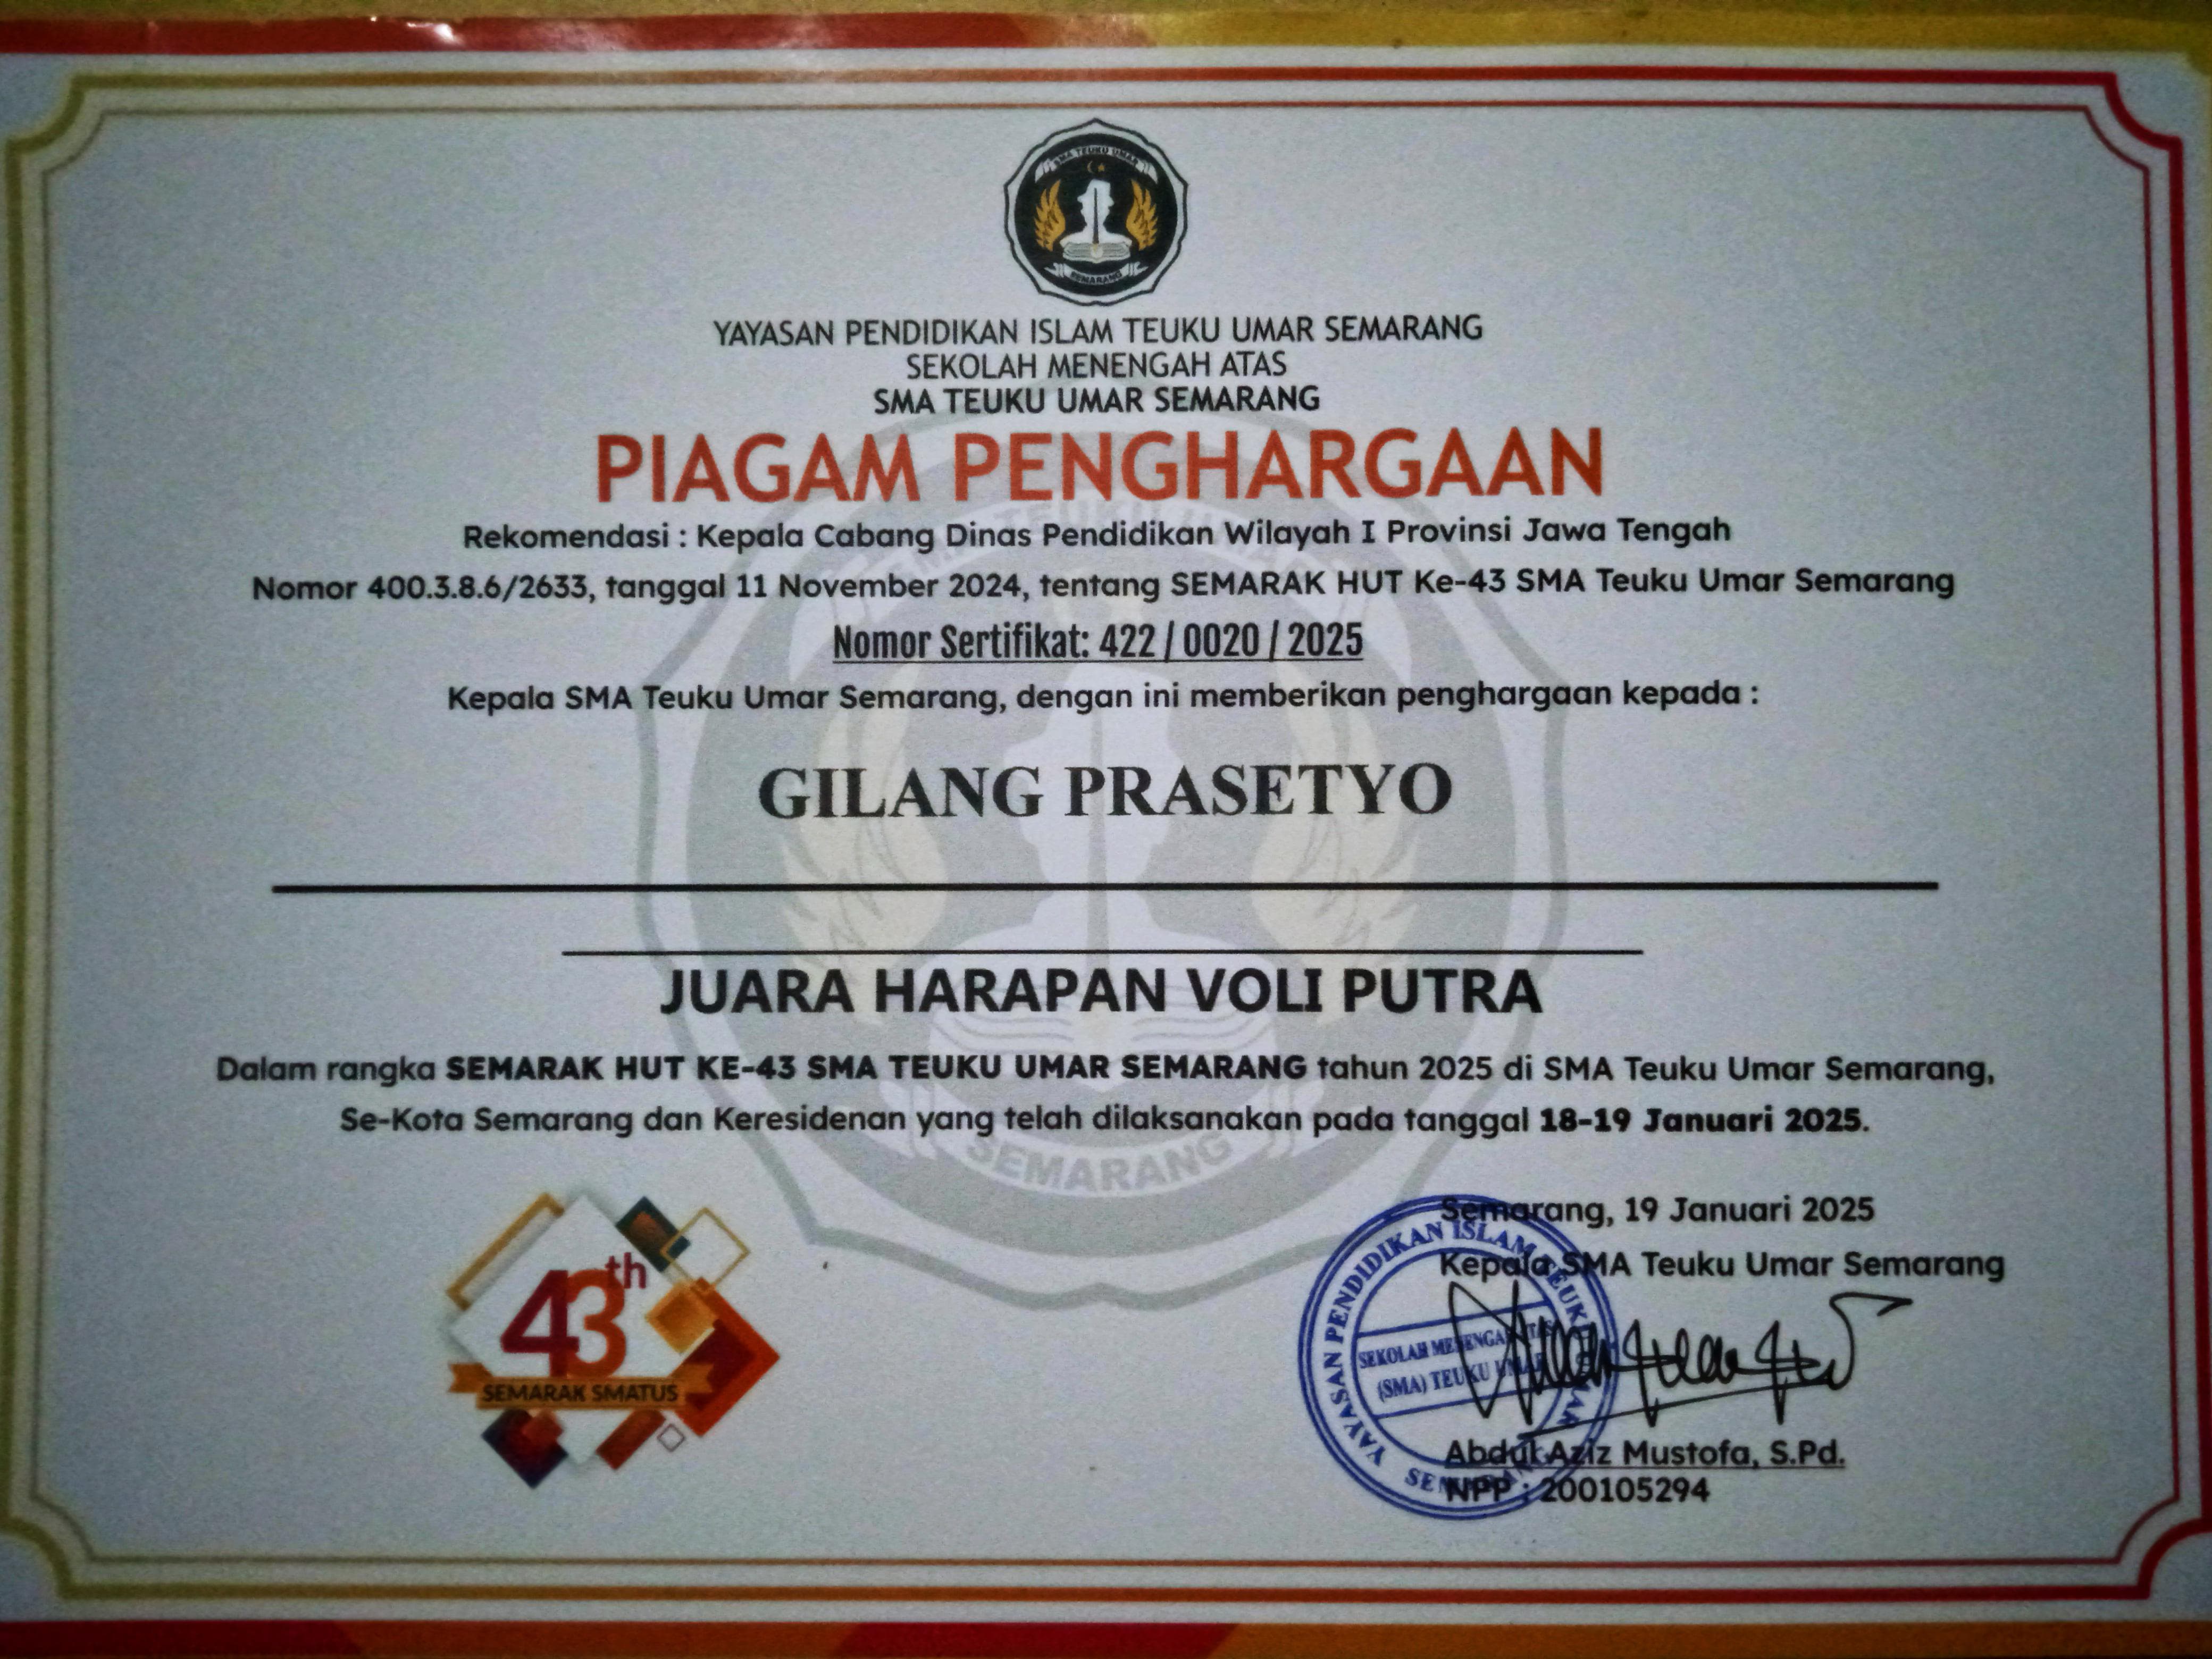 SMA TEUKU UMAR
SEMARANG
YAYASAN PENDIDIKAN ISLAM TEUKU UMAR SEMARANG
SEKOLAH MENENGAH ATAS
SMA TEUKU UMAR SEMARANG
PIAGAM PENGHARGAAN
Rekomendasi : Kepala Cabang Dinas Pendidikan Wilayah I Provinsi Jawa Tengah
Nomor 400.3.8.6/2633, tanggal 11 November 2024, tentang SEMARAK HUT Ke-43 SMA Teuku Umar Semarang
Nomor Sertifikat: 422 / 0020 / 2025
Kepala SMA Teuku Umar Semarang, dengan ini memberikan penghargaan kepada :
GILANG PRASETYO
JUARA HARAPAN VOLI PUTRA
Dalam rangka SEMARAK HUT KE-43 SMA TEUKU UMAR SEMARANG tahun 2025 di SMA Teuku Umar Semarang,
Se-Kota Semarang dan Keresidenan yang telah dilaksanakan pada tanggal 18-19 Januari 2025.
SEMARANG
43th
SEMARAK SMATUS
Semarang, 19 Januari 2025
Kepala SMA Teuku Umar Semarang
YAYASAN PENDIDIKAN ISLAM TEUKU UMAR
SEKOLAH MENENGAH ATAS
(SMA) TEUKU UMAR
SEMARANG
Abdul Aziz Mustofa, S.Pd.
NPP : 200105294